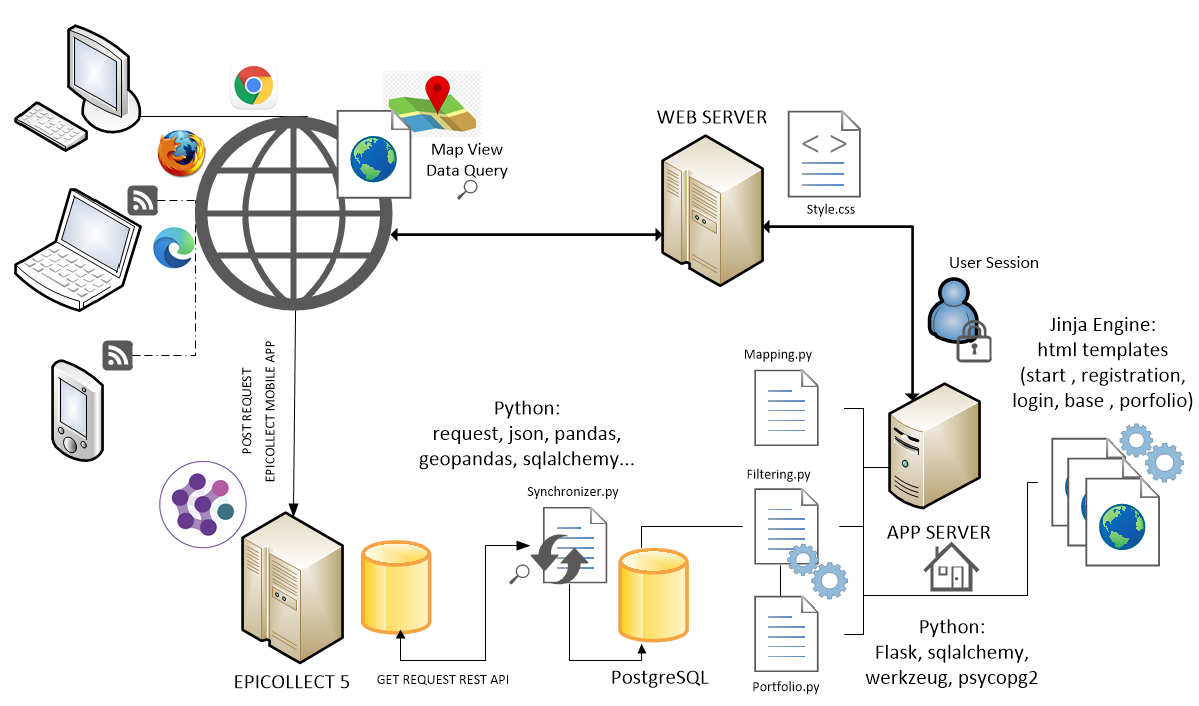 WEB SERVER
Map View
Data Query
Style.css
User Session
Jinja Engine:
html templates
(start , registration,
login, base , porfolio)
Mapping.py
POST REQUEST
EPICOLLECT MOBILE APP
Python:
request, json, pandas,
geopandas, sqlalchemy...
Synchronizer.py
Filtering.py
APP SERVER
Python:
Flask, sqlalchemy,
werkzeug, psycopg2
EPICOLLECT 5
GET REQUEST REST API
PostgreSQL
Portfolio.py